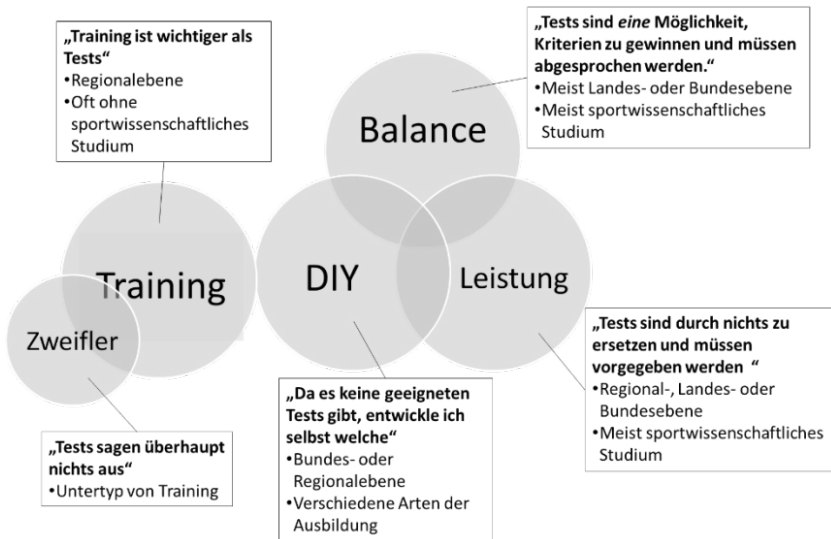 „Training ist wichtiger als
Tests“
•Regionalebene
•Oft ohne
sportwissenschaftliches
Studium
„Tests sind eine Möglichkeit,
Kriterien zu gewinnen und müssen
abgesprochen werden.“
•Meist Landes- oder Bundesebene
•Meist sportwissenschaftliches
Studium
Balance
Training
DIY
Leistung
Zweifler
„Tests sind durch nichts zu
ersetzen und müssen
vorgegeben werden “
•Regional-, Landes- oder
Bundesebene
•Meist sportwissenschaftliches
Studium
„Da es keine geeigneten
Tests gibt, entwickle ich
selbst welche“
•Bundes- oder
Regionalebene
•Verschiedene Arten der
Ausbildung
„Tests sagen überhaupt
nichts aus“
•Untertyp von Training